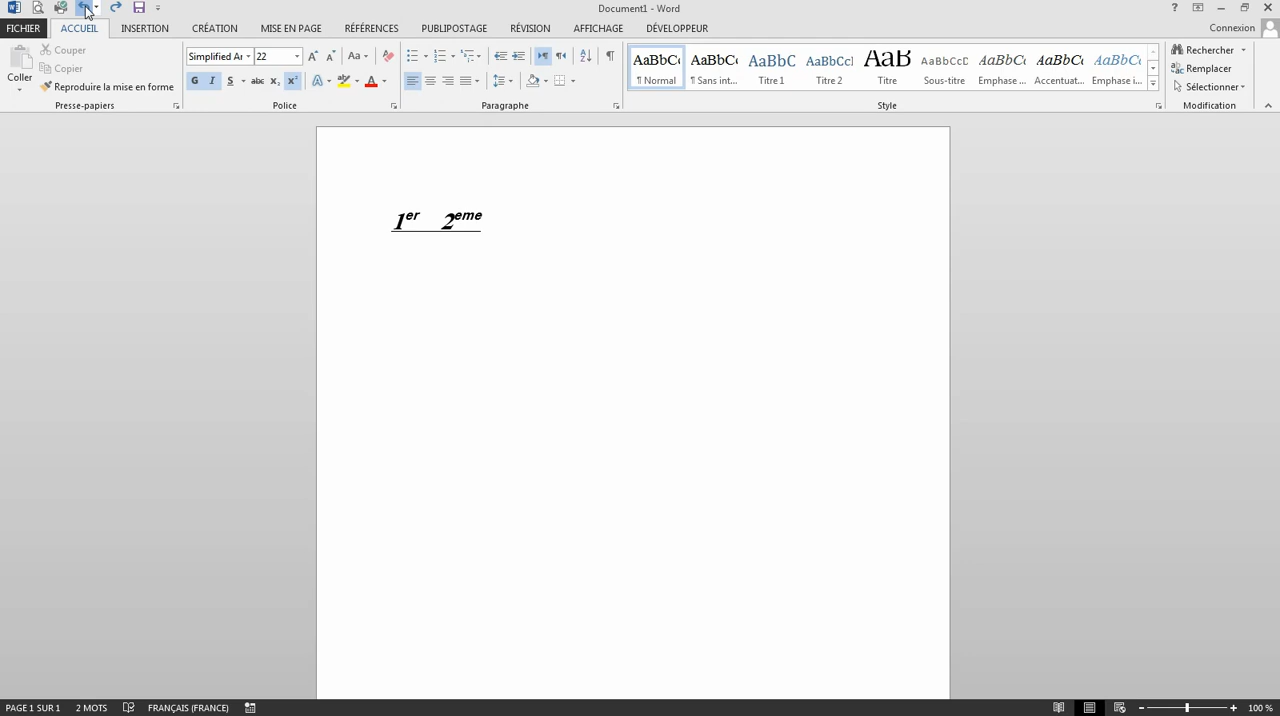 Document1 - Word
?
FICHIER ACCUEIL INSERTION CRÉATION MISE EN PAGE RÉFÉRENCES PUBLIPOSTAGE RÉVISION AFFICHAGE DÉVELOPPEUR Connexion
Coller
Couper
Copier
Reproduire la mise en forme
Presse-papiers
Simplified Ar 22
G I S abc x₂ x² A A
Police
Paragraphe
AaBbCc AaBbCc AaBbC AaBbCc AaB AaBbCcD AaBbCc AaBbCc AaBbCc
¶ Normal ¶ Sans int... Titre 1 Titre 2 Titre Sous-titre Emphase ... Accentuat... Emphase i...
Style
Rechercher
Remplacer
Sélectionner
Modification
1er 2eme
PAGE 1 SUR 1 2 MOTS FRANÇAIS (FRANCE) 100 %